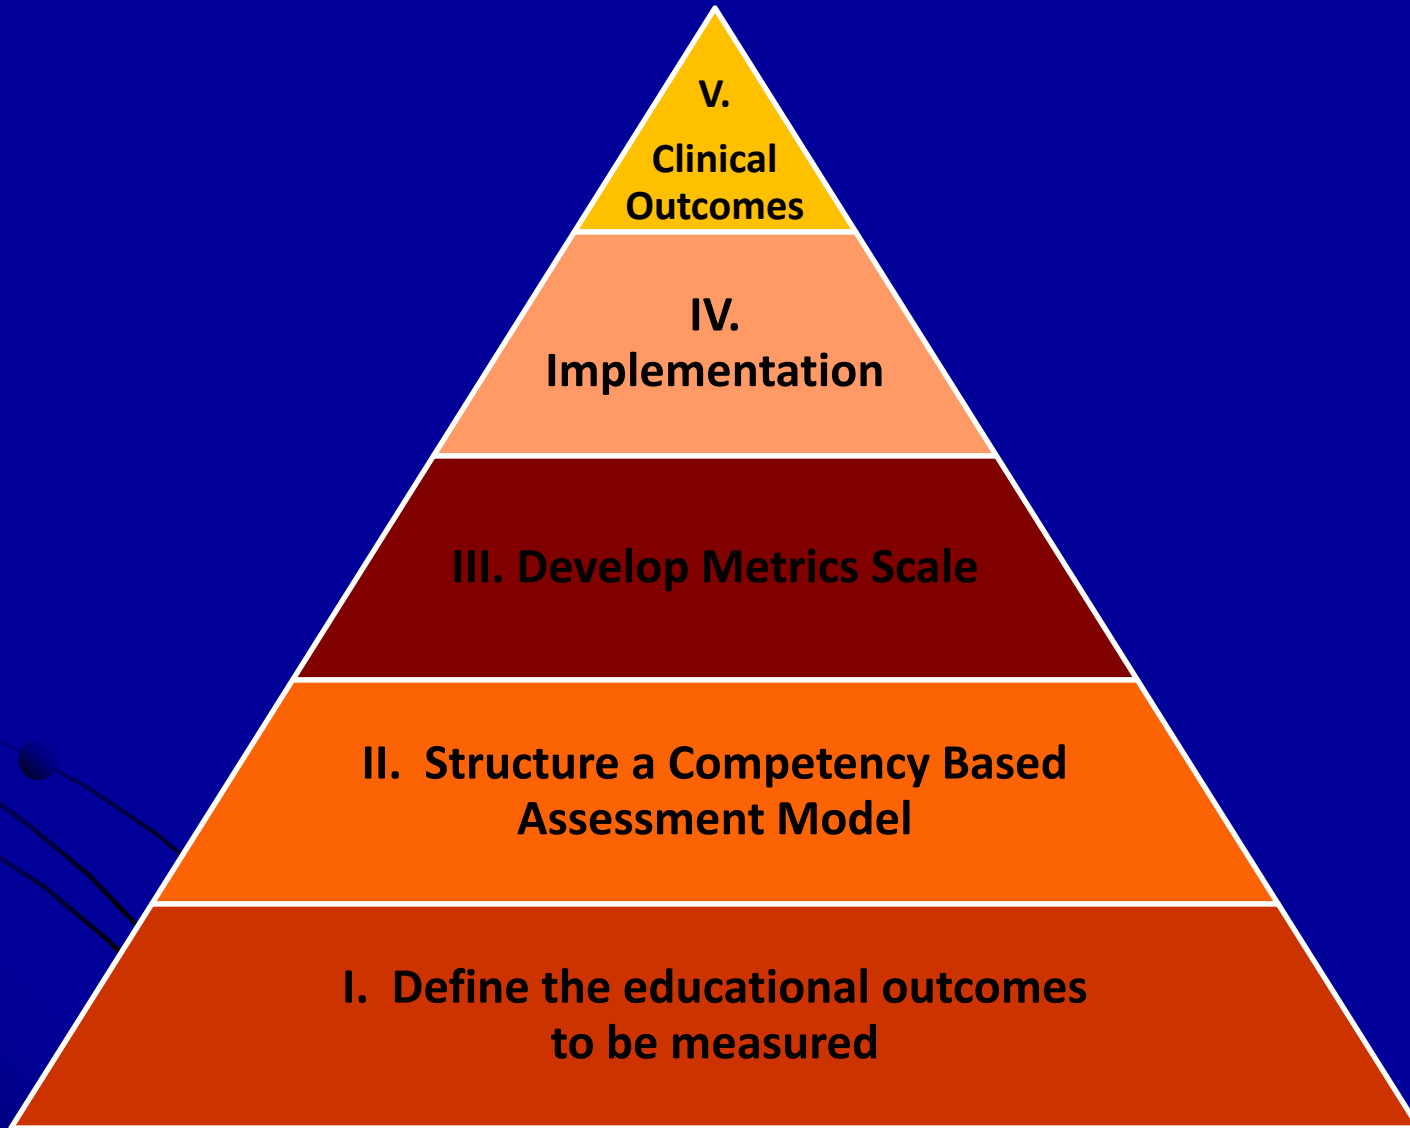 V.
Clinical
Outcomes
IV.
Implementation
III. Develop Metrics Scale
II.  Structure a Competency Based
Assessment Model
I.  Define the educational outcomes
to be measured